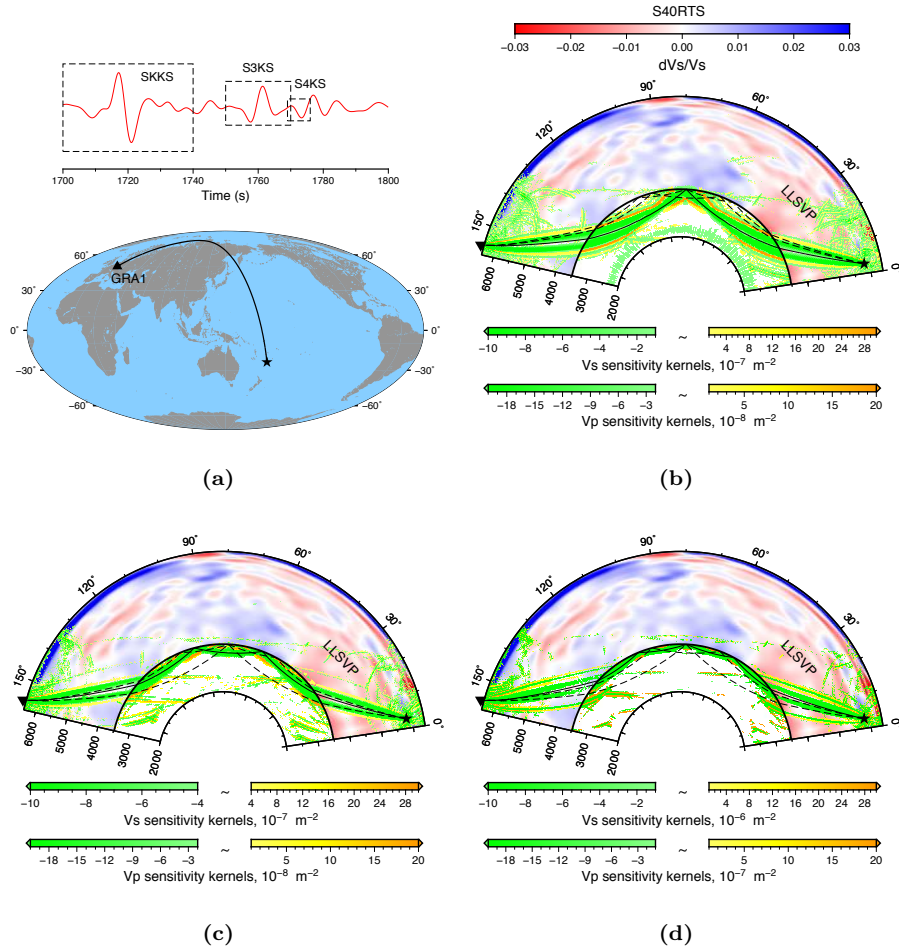 SKKS
S3KS
S4KS
1700 1720 1740 1760 1780 1800
Time (s)
60° 60°
GRA1
0° 0°
−30° −30°
−60° −60°
(a)
S40RTS
−0.03 −0.02 −0.01 0.00 0.01 0.02 0.03
dVs/Vs
0° 30° 60° 90° 120° 150°
LLSVP
6000 5000 4000 3000 2000
−10 −8 −6 −4 −2 ~ 4 8 12 16 20 24 28
Vs sensitivity kernels, 10⁻⁷ m⁻²
−18 −15 −12 −9 −6 −3 ~ 5 10 15 20
Vp sensitivity kernels, 10⁻⁸ m⁻²
(b)
0° 30° 60° 90° 120° 150°
LLSVP
6000 5000 4000 3000 2000
−10 −8 −6 −4 ~ 4 8 12 16 20 24 28
Vs sensitivity kernels, 10⁻⁷ m⁻²
−18 −15 −12 −9 −6 −3 ~ 5 10 15 20
Vp sensitivity kernels, 10⁻⁸ m⁻²
(c)
0° 30° 60° 90° 120° 150°
LLSVP
6000 5000 4000 3000 2000
−10 −8 −6 −4 −2 ~ 4 8 12 16 20 24 28
Vs sensitivity kernels, 10⁻⁶ m⁻²
−18 −15 −12 −9 −6 −3 ~ 5 10 15 20
Vp sensitivity kernels, 10⁻⁷ m⁻²
(d)